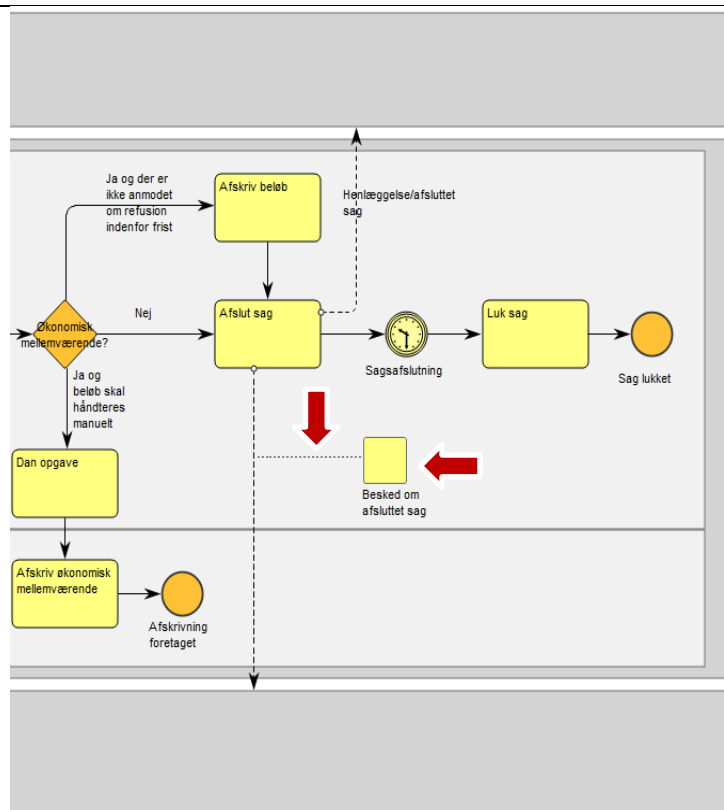 Ja og der er
ikke anmodet
om refusion
indenfor frist
Afskriv beløb
Henlæggelse/afsluttet
sag
Økonomisk
mellemværende?
Nej
Afslut sag
Sagsafslutning
Luk sag
Sag lukket
Ja og
beløb skal
håndteres
manuelt
Dan opgave
Besked om
afsluttet sag
Afskriv økonomisk
mellemværende
Afskrivning
foretaget